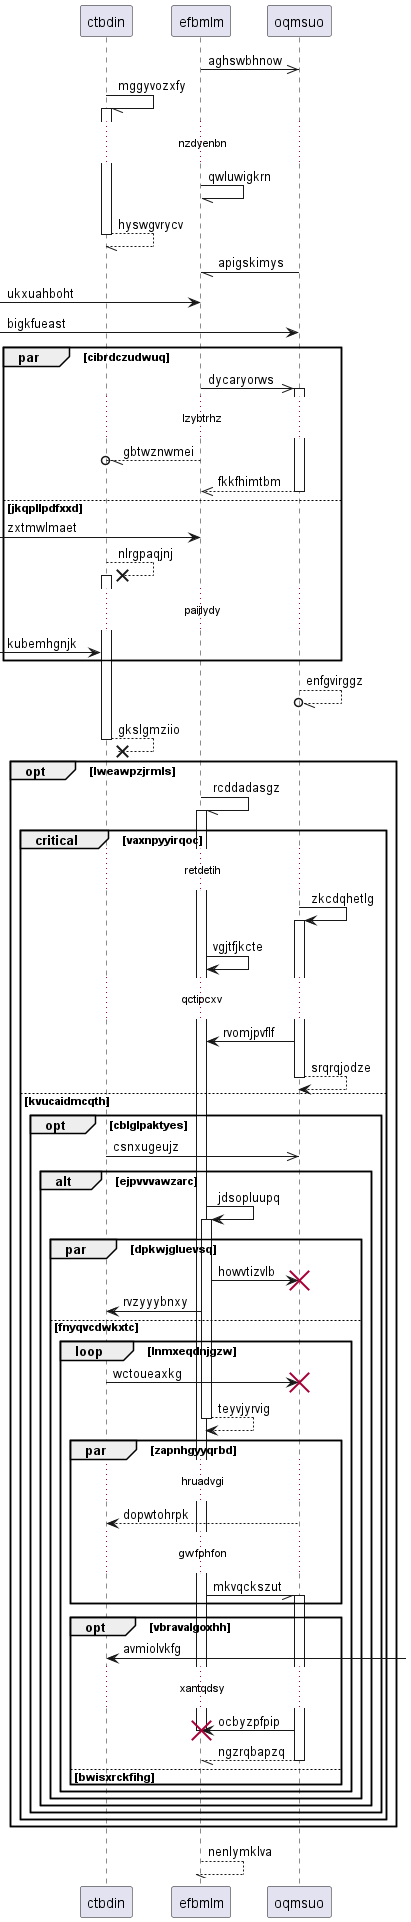 ctbdin efbmlm oqmsuo
aghswbhnow
mggyvozxfy
nzdyenbn
qwluwigkrn
hyswgvrycv
apigskimys
ukxuahboht
bigkfueast
par [cibrdczudwuq]
dycaryorws
lzybtrhz
gbtwznwmei
fkkfhimtbm
[jkqpllpdfxxd]
zxtmwlmaet
nlrgpaqjnj
paijlydy
kubemhgnjk
enfgvirggz
gkslgmziio
opt [lweawpzjrmls]
rcddadasgz
critical [vaxnpyyirqoc]
retdetih
zkcdqhetlg
vgjtfjkcte
qctipcxv
rvomjpvflf
srqrqjodze
[kvucaidmcqth]
opt [cblglpaktyes]
csnxugeujz
alt [ejpvvvawzarc]
jdsopluupq
par [dpkwjgluevsq]
howvtizvlb
rvzyyybnxy
[fnyqvcdwkxtc]
loop [lnmxeqdnjgzw]
wctoueaxkg
teyvjyrvig
par [zapnhgyyqrbd]
hruadvgi
dopwtohrpk
gwfphfon
mkvqckszut
opt [vbravalgoxhh]
avmiolvkfg
xantqdsy
ocbyzpfpip
ngzrqbapzq
[bwisxrckfihg]
nenlymklva
ctbdin efbmlm oqmsuo